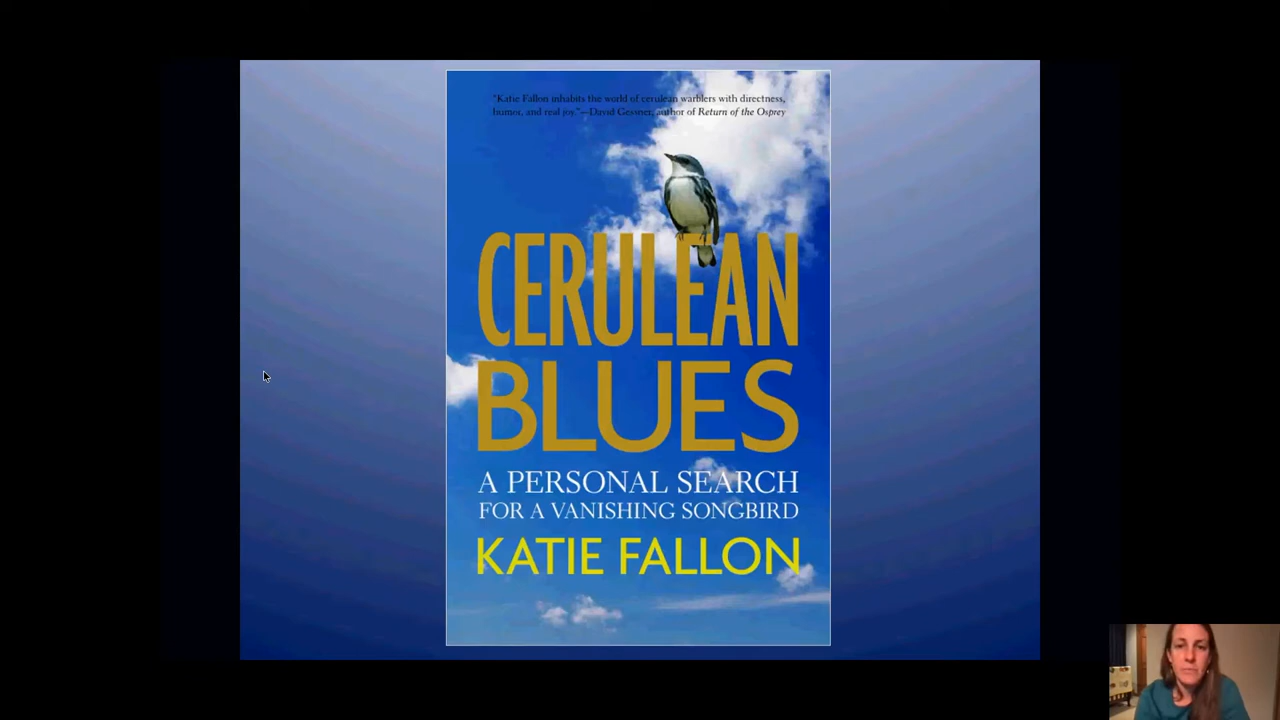 "Katie Fallon inhabits the world of cerulean warblers with directness,
humor, and real joy."—David Gessner, author of Return of the Osprey
CERULEAN
BLUES
A PERSONAL SEARCH
FOR A VANISHING SONGBIRD
KATIE FALLON